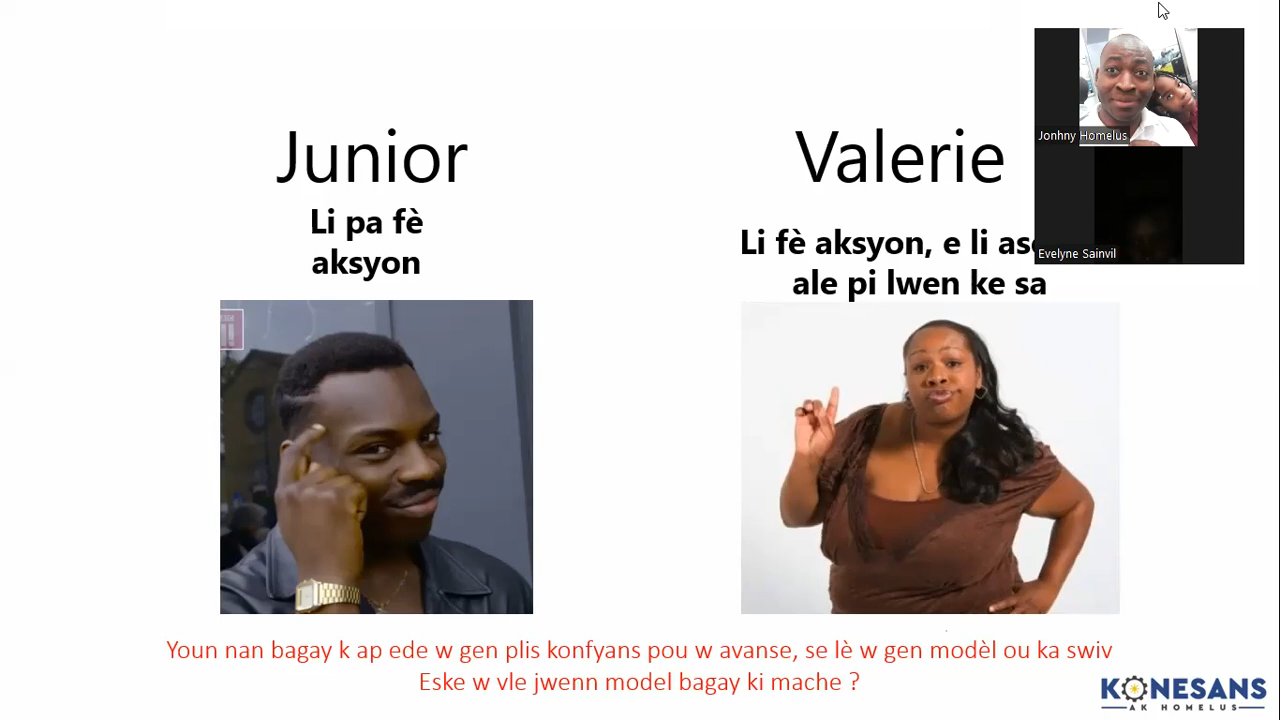 Junior
Li pa fè
aksyon
Valerie
Li fè aksyon, e li
ale pi lwen ke sa
Jonhny Homelus
Evelyne Sainvil
Youn nan bagay k ap ede w gen plis konfyans pou w avanse, se lè w gen modèl ou ka swiv
Eske w vle jwenn model bagay ki mache ?
KONESANS
AK HOMELUS